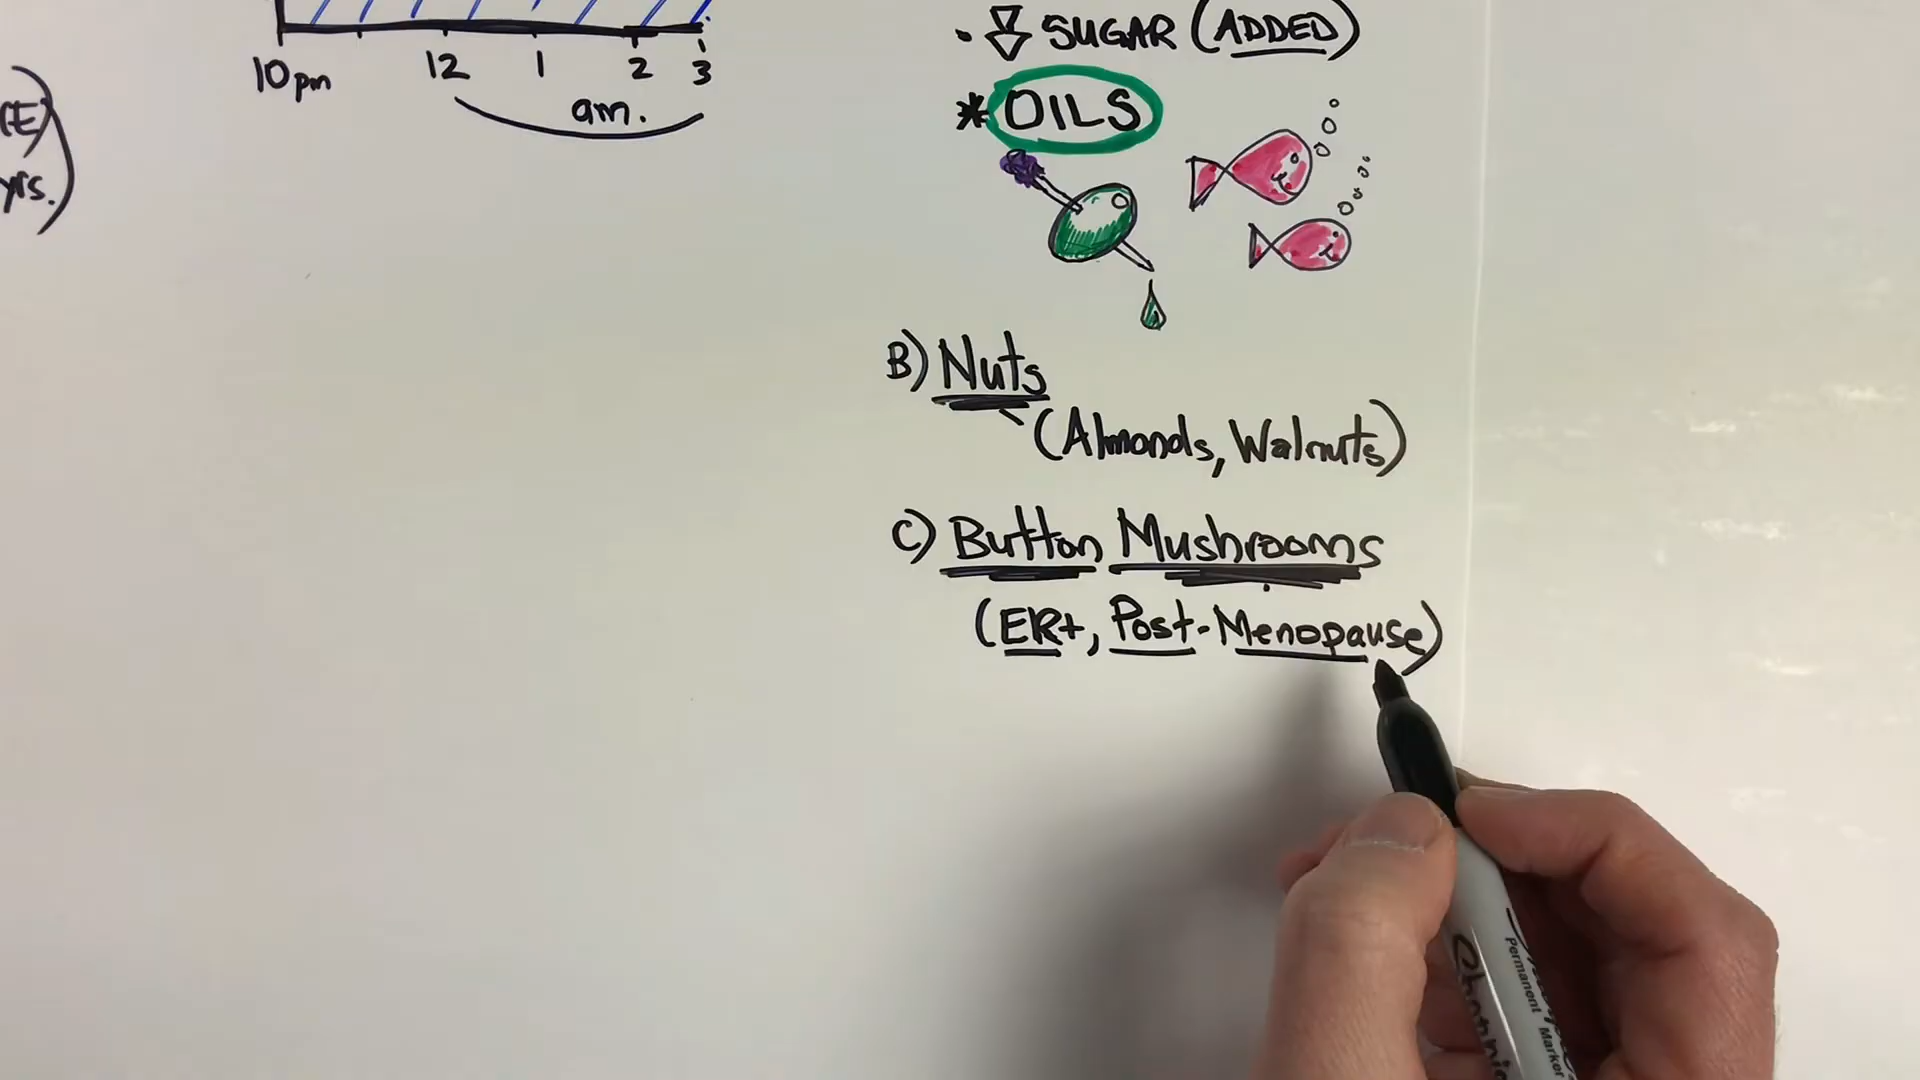 10pm 12 1 2 3
am.
yrs.
• SUGAR (ADDED)
* OILS
B) Nuts
(Almonds, Walnuts)
C) Button Mushrooms
(ER+, Post-Menopause)
Permanent Marker